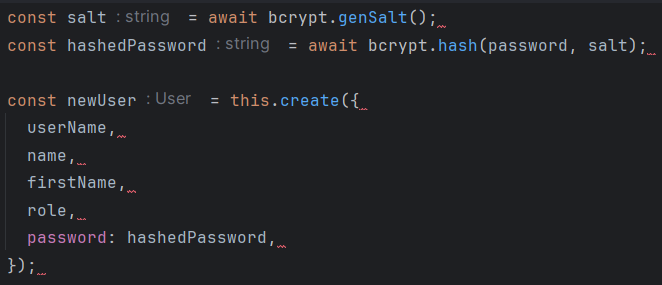 const salt : string = await bcrypt.genSalt();
const hashedPassword : string = await bcrypt.hash(password, salt);
const newUser : User = this.create({
userName,
name,
firstName,
role,
password: hashedPassword,
});